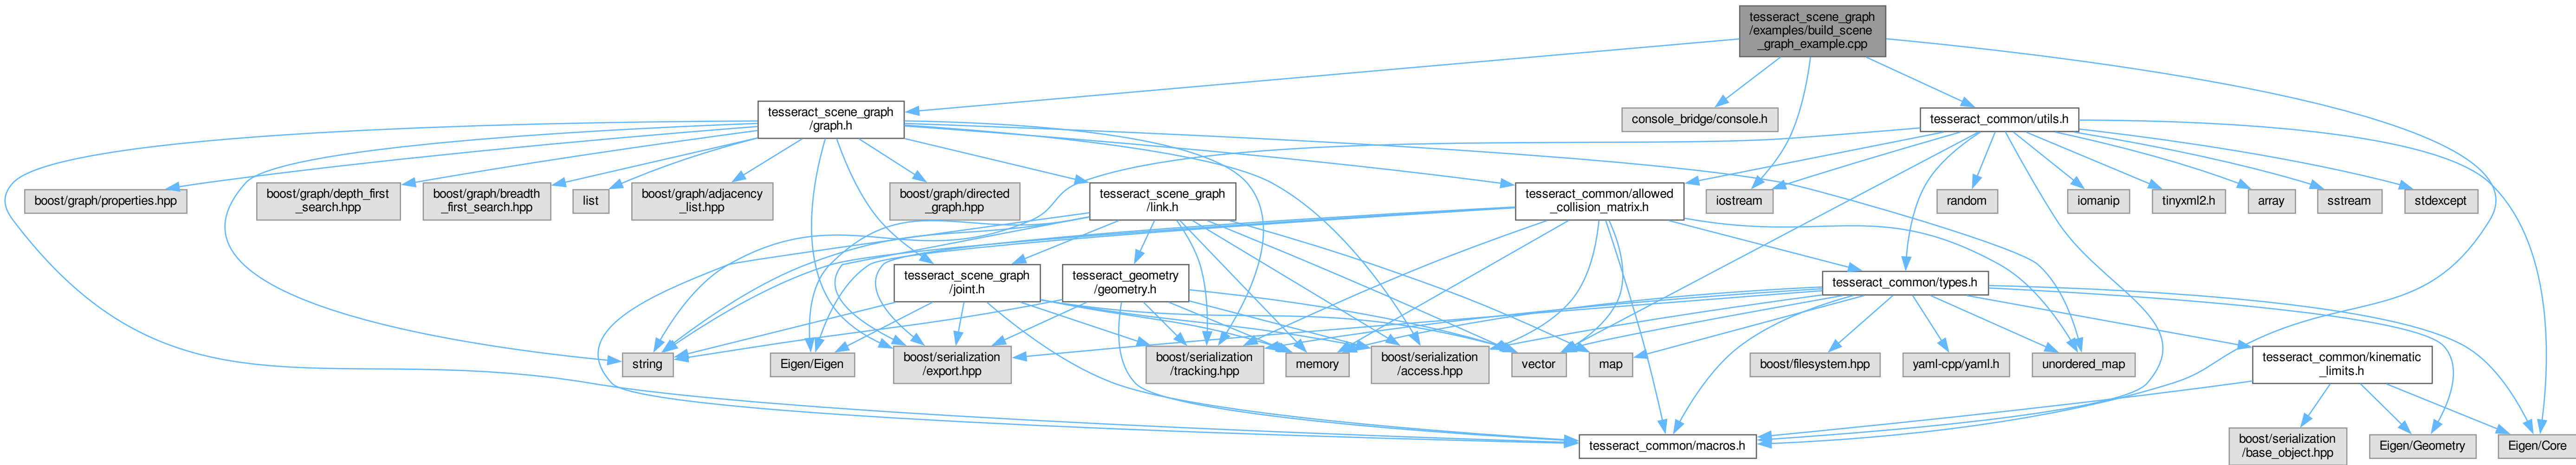 tesseract_scene_graph
/examples/build_scene
_graph_example.cpp
tesseract_scene_graph
/graph.h
console_bridge/console.h
tesseract_common/utils.h
boost/graph/properties.hpp
boost/graph/depth_first
_search.hpp
boost/graph/breadth
_first_search.hpp
list
boost/graph/adjacency
_list.hpp
boost/graph/directed
_graph.hpp
tesseract_scene_graph
/link.h
tesseract_common/allowed
_collision_matrix.h
iostream
random
iomanip
tinyxml2.h
array
sstream
stdexcept
tesseract_scene_graph
/joint.h
tesseract_geometry
/geometry.h
tesseract_common/types.h
string
Eigen/Eigen
boost/serialization
/export.hpp
boost/serialization
/tracking.hpp
memory
boost/serialization
/access.hpp
vector
map
boost/filesystem.hpp
yaml-cpp/yaml.h
unordered_map
tesseract_common/kinematic
_limits.h
tesseract_common/macros.h
boost/serialization
/base_object.hpp
Eigen/Geometry
Eigen/Core